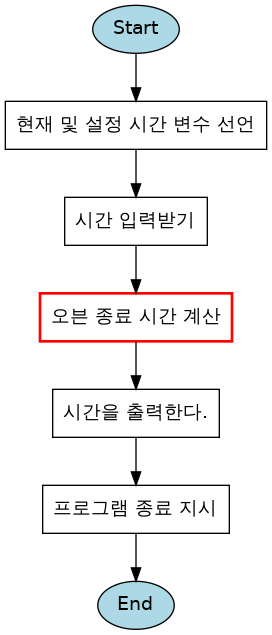 Start
현재 및 설정 시간 변수 선언
시간 입력받기
오븐 종료 시간 계산
시간을 출력한다.
프로그램 종료 지시
End